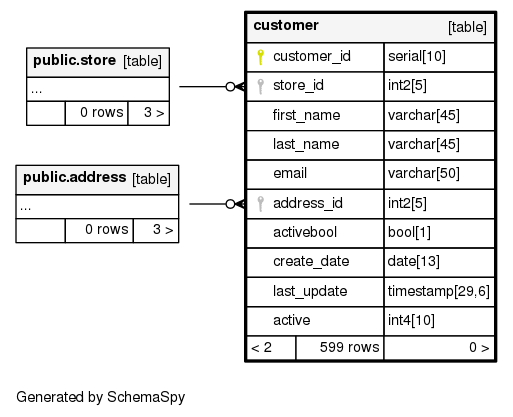 public.store [table]
...
0 rows 3 >
public.address [table]
...
0 rows 3 >
customer [table]
customer_id serial[10]
store_id int2[5]
first_name varchar[45]
last_name varchar[45]
email varchar[50]
address_id int2[5]
activebool bool[1]
create_date date[13]
last_update timestamp[29,6]
active int4[10]
< 2 599 rows 0 >
Generated by SchemaSpy